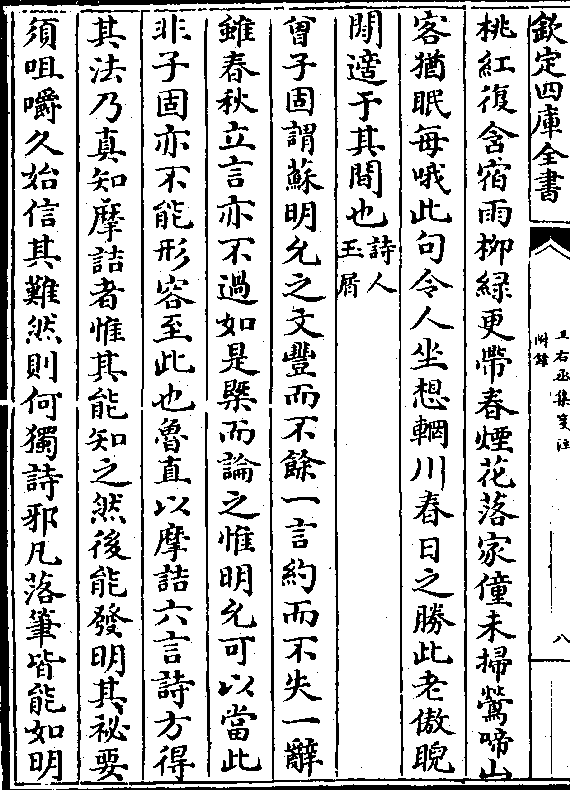 欽定四庫全書
王右丞集箋注
附錄
八
桃紅復含宿雨柳綠更帶春煙花落家僮未掃鶯啼山
客猶眠每哦此句令人坐想輞川春日之勝此老傲睨
閒適于其間也詩人
玉屑
曾子固謂蘇明允之文豐而不餘一言約而不失一辭
雖春秋立言亦不過如是槩而論之惟明允可以當此
非子固亦不能形容至此也魯直以摩詰六言詩方得
其法乃真知摩詰者惟其能知之然後能發明其祕要
須咀嚼久始信其難然則何獨詩邪凡落筆皆能如明